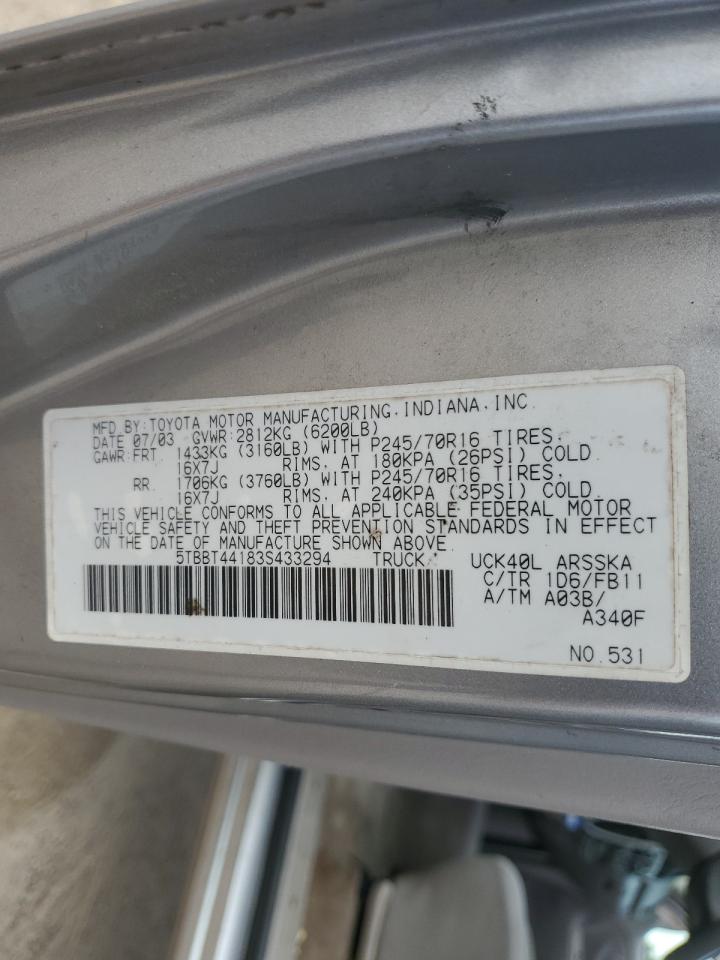 MFD.BY:TOYOTA MOTOR MANUFACTURING.INDIANA.INC.
DATE 07/03 GVWR:2812KG (6200LB)
GAWR:FRT 1433KG (3160LB) WITH P245/70R16 TIRES.
16X7J RIMS. AT 180KPA (26PSI) COLD
RR. 1706KG (3760LB) WITH P245/70R16 TIRES.
16X7J RIMS. AT 240KPA (35PSI) COLD.
THIS VEHICLE CONFORMS TO ALL APPLICABLE FEDERAL MOTOR
VEHICLE SAFETY AND THEFT PREVENTION STANDARDS IN EFFECT
ON THE DATE OF MANUFACTURE SHOWN ABOVE
5TBBT44183S433294 TRUCK. UCK40L ARSSKA
C/TR 1D6/FB11
A/TM A03B/
A340F
NO.531